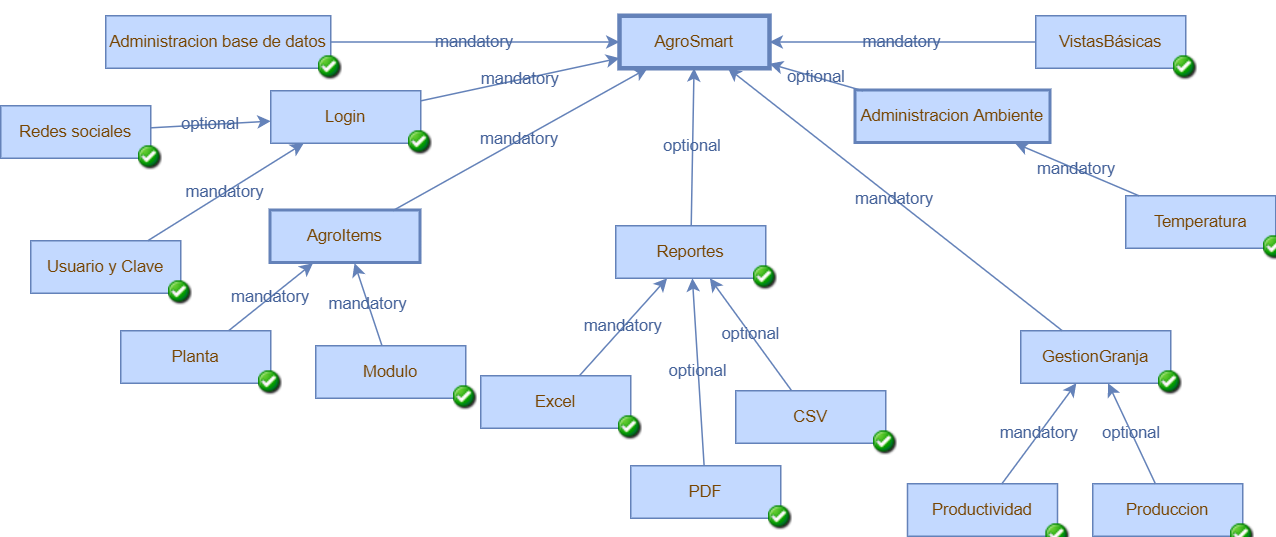 Administracion base de datos
mandatory
AgroSmart
mandatory
VistasBásicas
mandatory
optional
Redes sociales
optional
Login
Administracion Ambiente
mandatory
optional
mandatory
mandatory
mandatory
Temperatura
AgroItems
Usuario y Clave
Reportes
mandatory
mandatory
mandatory
optional
Planta
Modulo
optional
GestionGranja
Excel
CSV
mandatory
optional
PDF
Productividad
Produccion